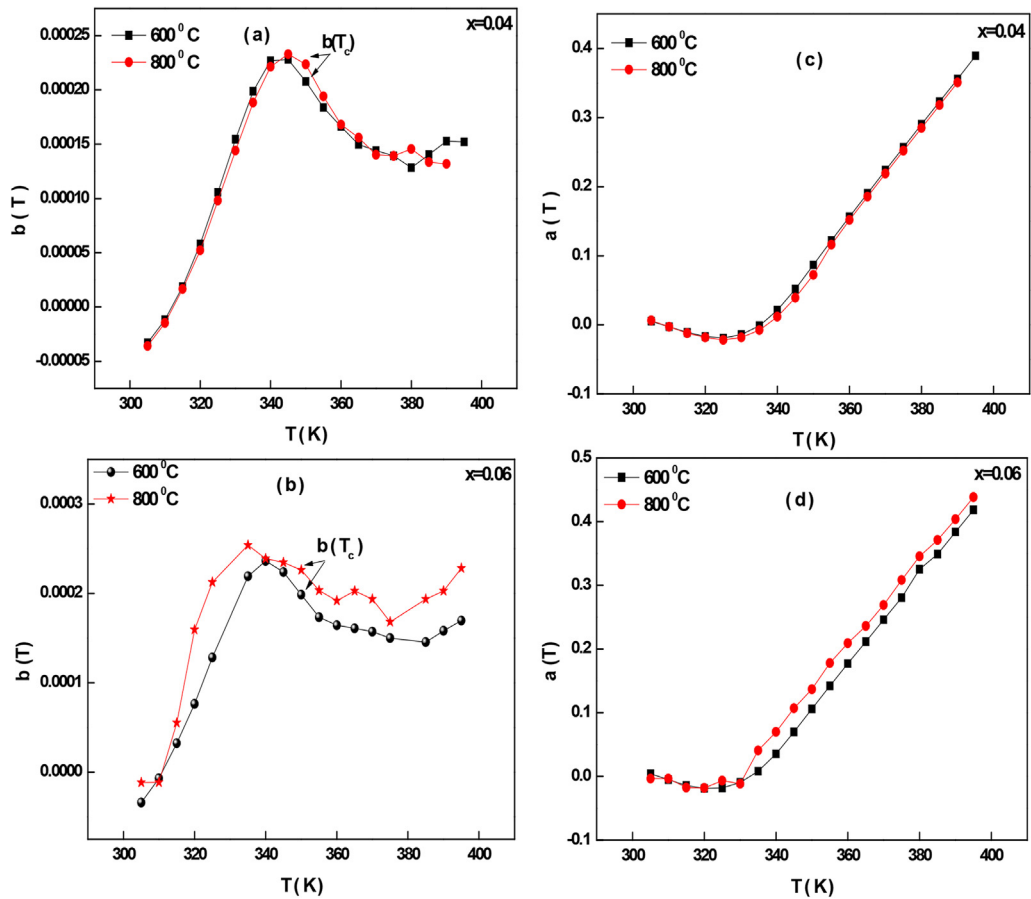 x=0.04
600 ⁰C
800 ⁰C
(a)
b(Tc)
0.00025
0.00020
0.00015
0.00010
0.00005
0.00000
-0.00005
b(T)
300 320 340 360 380 400
T(K)
x=0.04
600 ⁰C
800 ⁰C
(c)
0.4
0.3
0.2
0.1
0.0
-0.1
a(T)
300 320 340 360 380 400
T(K)
x=0.06
600 ⁰C
800 ⁰C
(b)
b(Tc)
0.0003
0.0002
0.0001
0.0000
b(T)
300 320 340 360 380 400
T(K)
x=0.06
600 ⁰C
800 ⁰C
(d)
0.5
0.4
0.3
0.2
0.1
0.0
-0.1
a(T)
300 320 340 360 380 400
T(K)